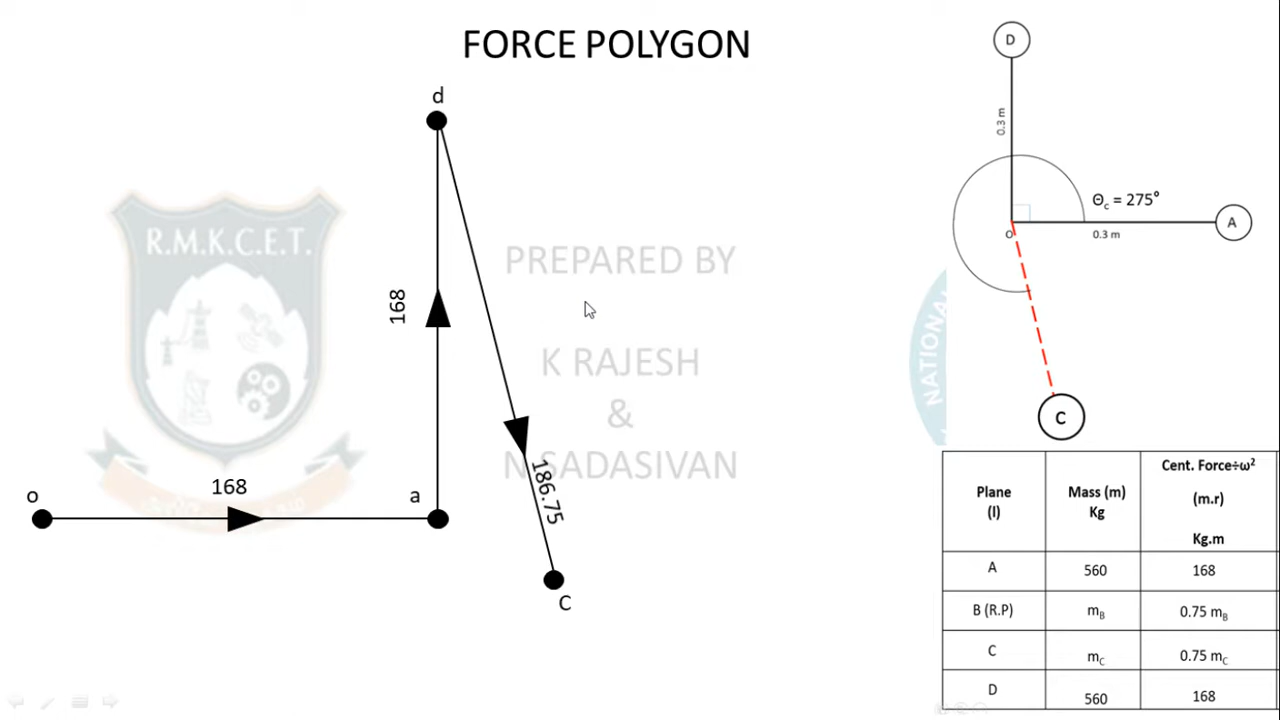 FORCE POLYGON
d
168
186.75
168
o
a
C
R.M.K.C.E.T.
PREPARED BY
K RAJESH
&
N SADASIVAN
NATIONAL
D
0.3 m
Θc = 275°
O
0.3 m
A
C
Plane (I) Mass (m) Kg Cent. Force÷ω² (m.r) Kg.m
A 560 168
B (R.P) mB 0.75 mB
C mC 0.75 mC
D 560 168